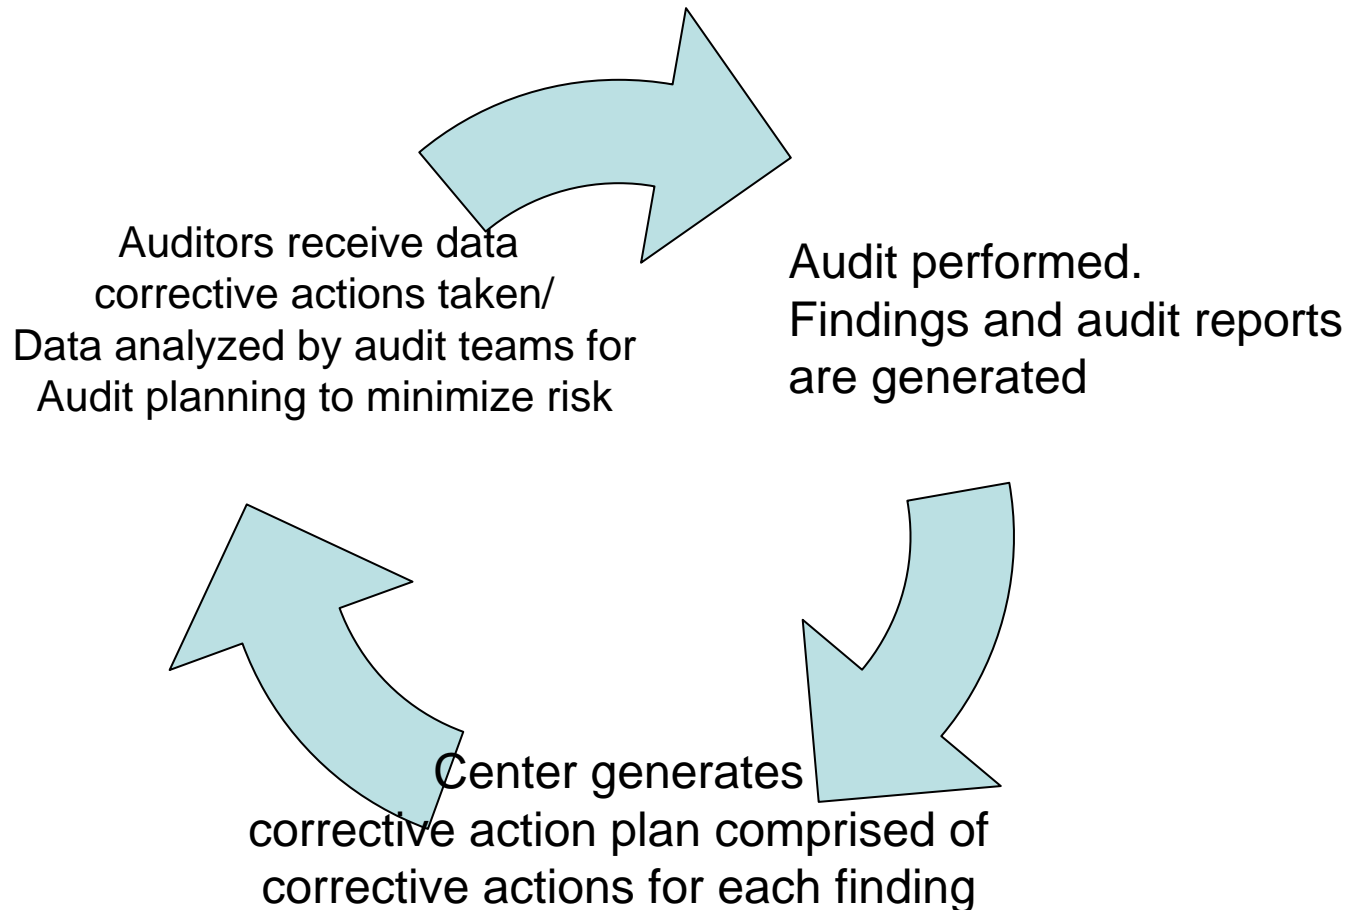 Auditors receive data
corrective actions taken/
Data analyzed by audit teams for
Audit planning to minimize risk
Audit performed.
Findings and audit reports
are generated
Center generates
corrective action plan comprised of
corrective actions for each finding